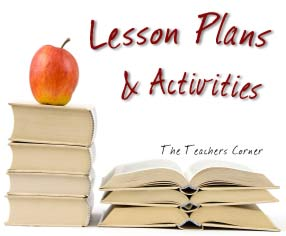 Lesson Plans
& Activities
The Teachers Corner